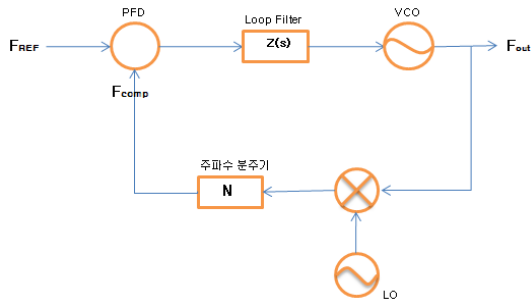 PFD
Loop Filter
VCO
FREF
Z(s)
Fout
Fcomp
주파수 분주기
N
LO